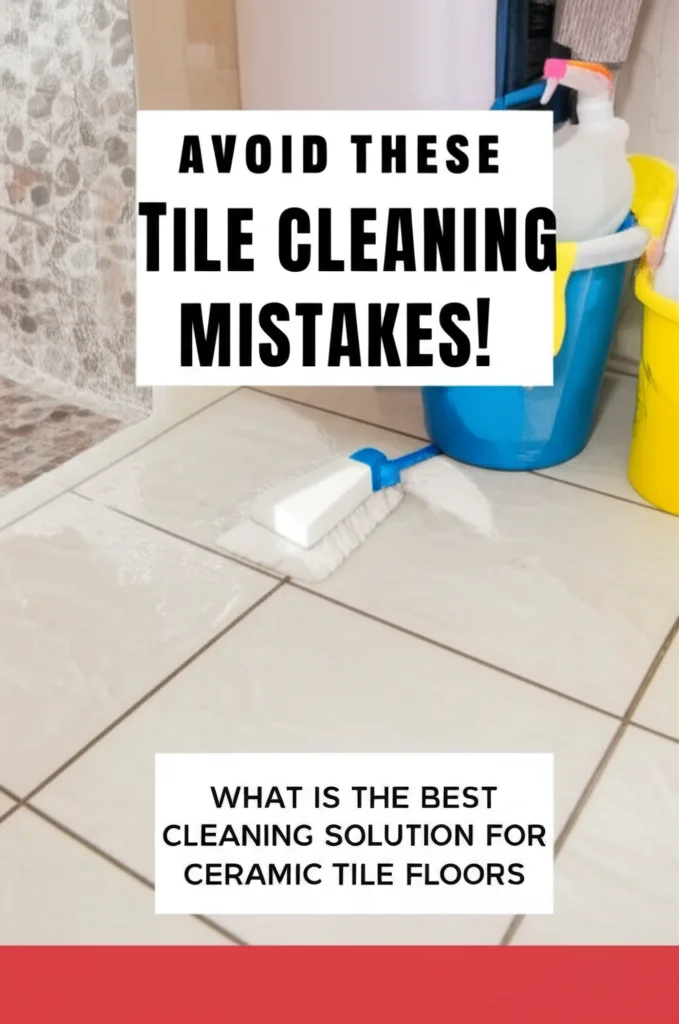 AVOID THESE
TILE CLEANING
MISTAKES!
WHAT IS THE BEST
CLEANING SOLUTION FOR
CERAMIC TILE FLOORS